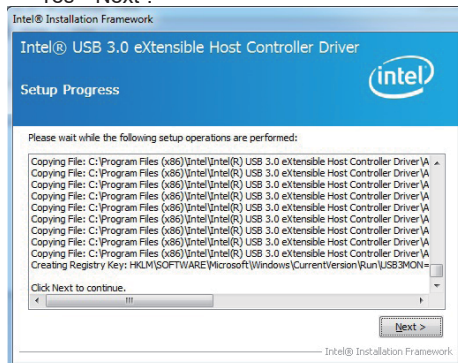 Intel® Installation Framework
Intel® USB 3.0 eXtensible Host Controller Driver
Setup Progress
intel
Please wait while the following setup operations are performed:
Copying File: C:\Program Files (x86)\Intel\Intel(R) USB 3.0 eXtensible Host Controller Driver\A
Copying File: C:\Program Files (x86)\Intel\Intel(R) USB 3.0 eXtensible Host Controller Driver\A
Copying File: C:\Program Files (x86)\Intel\Intel(R) USB 3.0 eXtensible Host Controller Driver\A
Copying File: C:\Program Files (x86)\Intel\Intel(R) USB 3.0 eXtensible Host Controller Driver\A
Copying File: C:\Program Files (x86)\Intel\Intel(R) USB 3.0 eXtensible Host Controller Driver\A
Copying File: C:\Program Files (x86)\Intel\Intel(R) USB 3.0 eXtensible Host Controller Driver\A
Copying File: C:\Program Files (x86)\Intel\Intel(R) USB 3.0 eXtensible Host Controller Driver\A
Copying File: C:\Program Files (x86)\Intel\Intel(R) USB 3.0 eXtensible Host Controller Driver\A
Copying File: C:\Program Files (x86)\Intel\Intel(R) USB 3.0 eXtensible Host Controller Driver\A
Creating Registry Key: HKLM\SOFTWARE\Microsoft\Windows\CurrentVersion\Run\USB3MON=
Click Next to continue.
Next >
Intel® Installation Framework